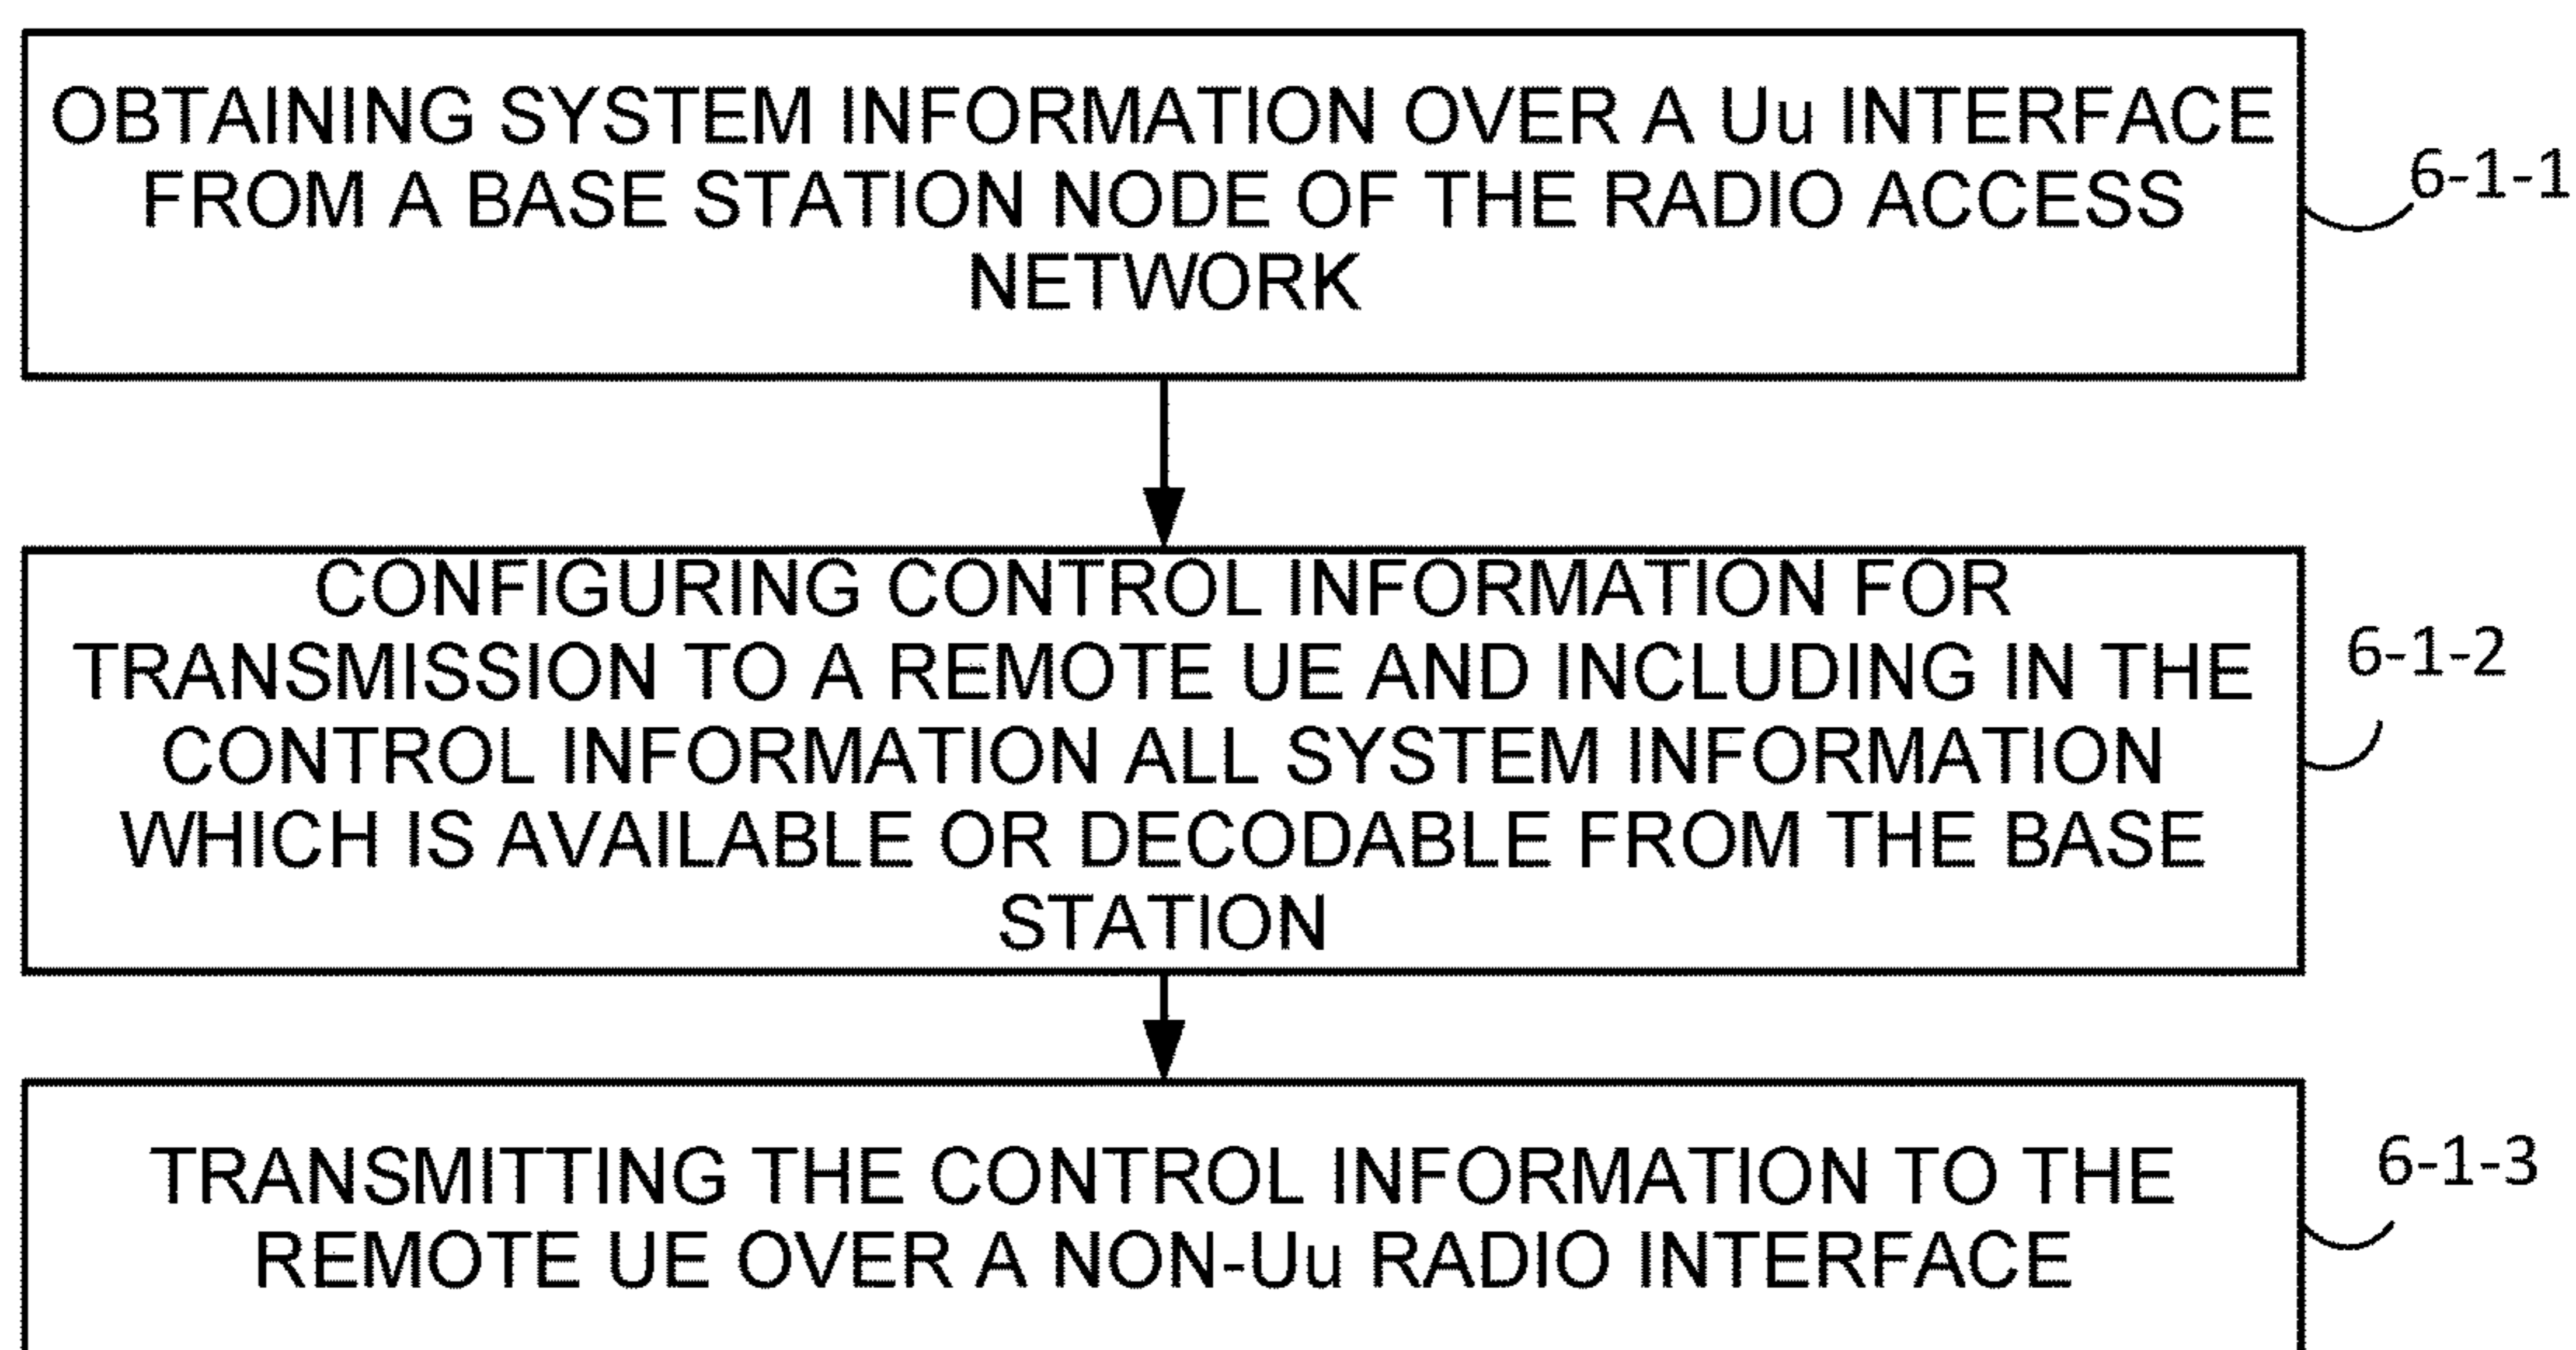 OBTAINING SYSTEM INFORMATION OVER A Uu INTERFACE
FROM A BASE STATION NODE OF THE RADIO ACCESS
NETWORK
6-1-1
CONFIGURING CONTROL INFORMATION FOR
TRANSMISSION TO A REMOTE UE AND INCLUDING IN THE
CONTROL INFORMATION ALL SYSTEM INFORMATION
WHICH IS AVAILABLE OR DECODABLE FROM THE BASE
STATION
6-1-2
TRANSMITTING THE CONTROL INFORMATION TO THE
REMOTE UE OVER A NON-Uu RADIO INTERFACE
6-1-3